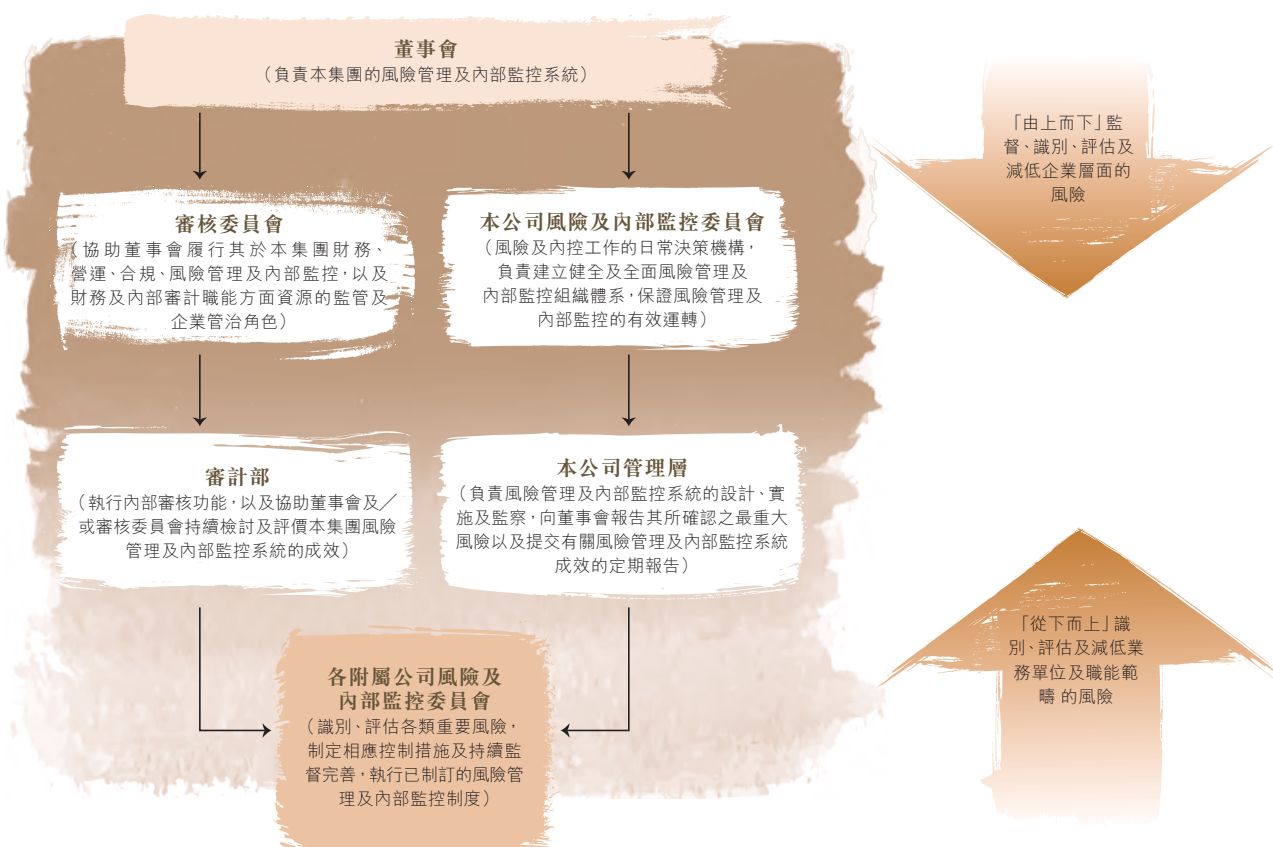 董事會
（負責本集團的風險管理及內部監控系統）
審核委員會
（協助董事會履行其於本集團財務、
營運、合規、風險管理及內部監控，以及
財務及內部審計職能方面資源的監管及
企業管治角色）
本公司風險及內部監控委員會
（風險及內控工作的日常決策機構，
負責建立健全及全面風險管理及
內部監控組織體系，保證風險管理及
內部監控的有效運轉）
審計部
（執行內部審核功能，以及協助董事會及／
或審核委員會持續檢討及評價本集團風險
管理及內部監控系統的成效）
本公司管理層
（負責風險管理及內部監控系統的設計、實
施及監察，向董事會報告其所確認之最重大
風險以及提交有關風險管理及內部監控系統
成效的定期報告）
各附屬公司風險及
內部監控委員會
（識別、評估各類重要風險，
制定相應控制措施及持續監
督完善，執行已制訂的風險管
理及內部監控制度）
「由上而下」監
督、識別、評估及
減低企業層面的
風險
「從下而上」識
別、評估及減低業
務單位及職能範
疇 的風險